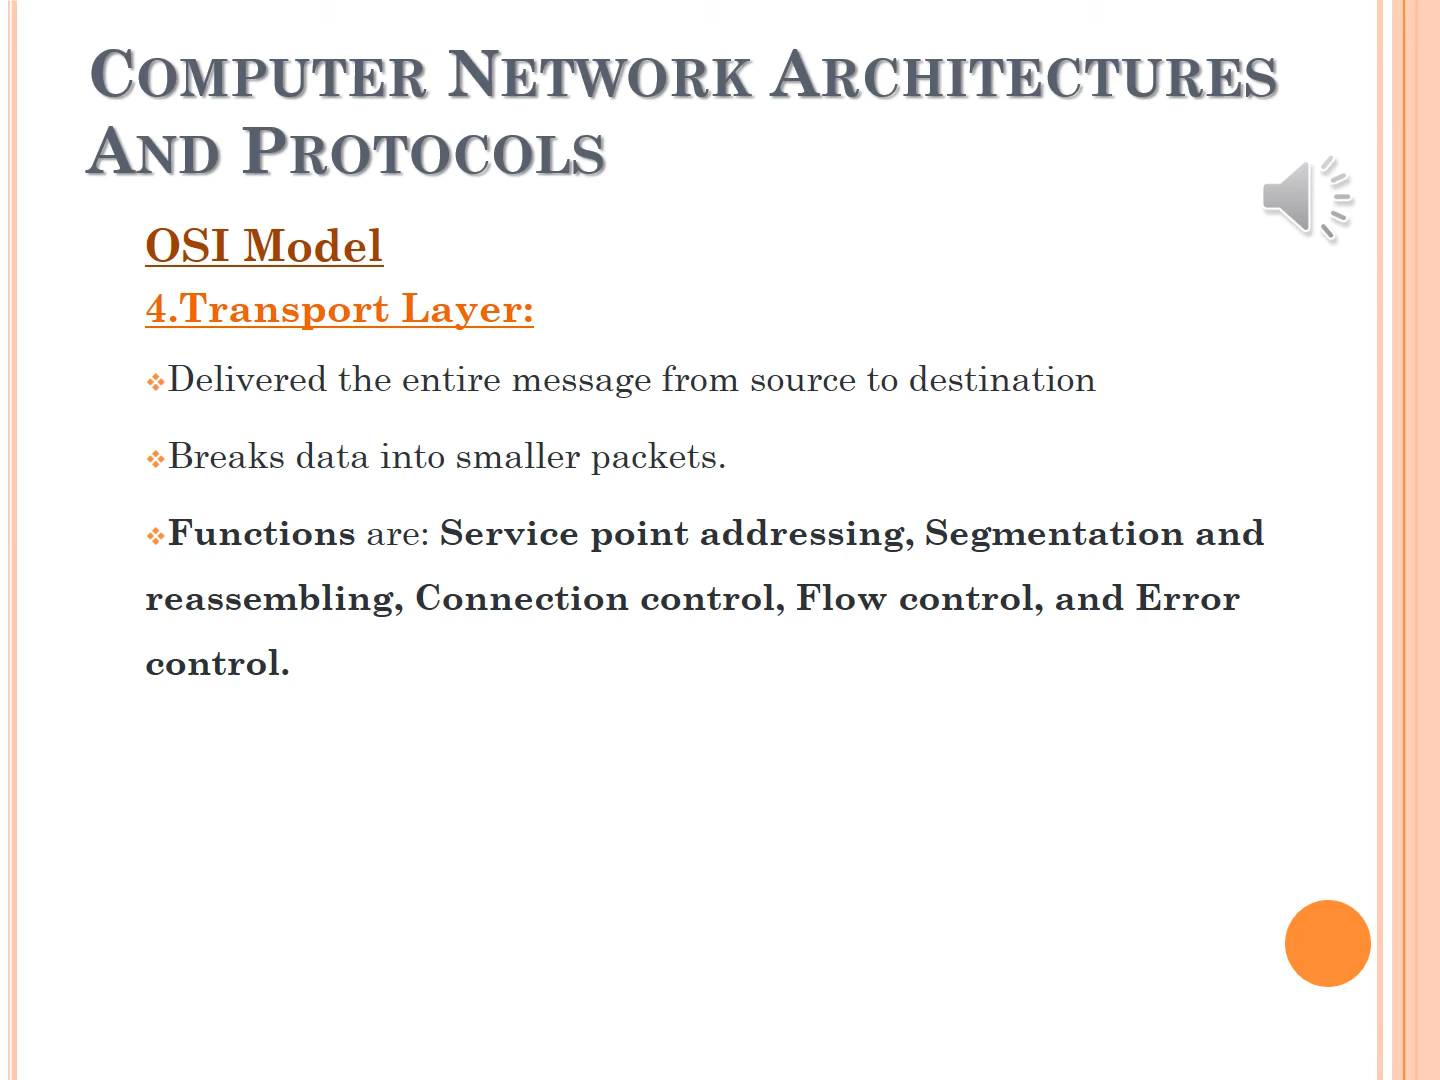 Computer Network Architectures
And Protocols
OSI Model
4.Transport Layer:
❖Delivered the entire message from source to destination
❖Breaks data into smaller packets.
❖Functions are: Service point addressing, Segmentation and
reassembling, Connection control, Flow control, and Error
control.